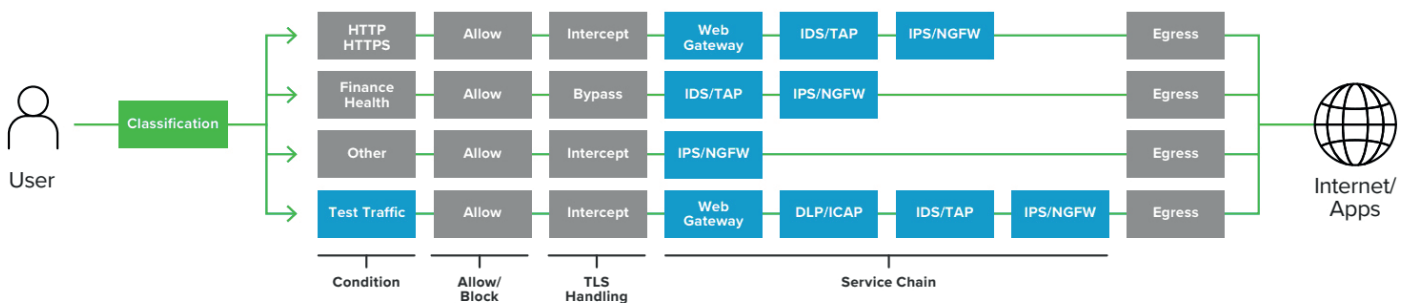 HTTP
HTTPS
Allow
Intercept
Web
Gateway
IDS/TAP
IPS/NGFW
Egress
Finance
Health
Allow
Bypass
IDS/TAP
IPS/NGFW
Egress
Classification
Other
Allow
Intercept
IPS/NGFW
Egress
User
Internet/
Apps
Test Traffic
Allow
Intercept
Web
Gateway
DLP/ICAP
IDS/TAP
IPS/NGFW
Egress
Condition
Allow/
Block
TLS
Handling
Service Chain